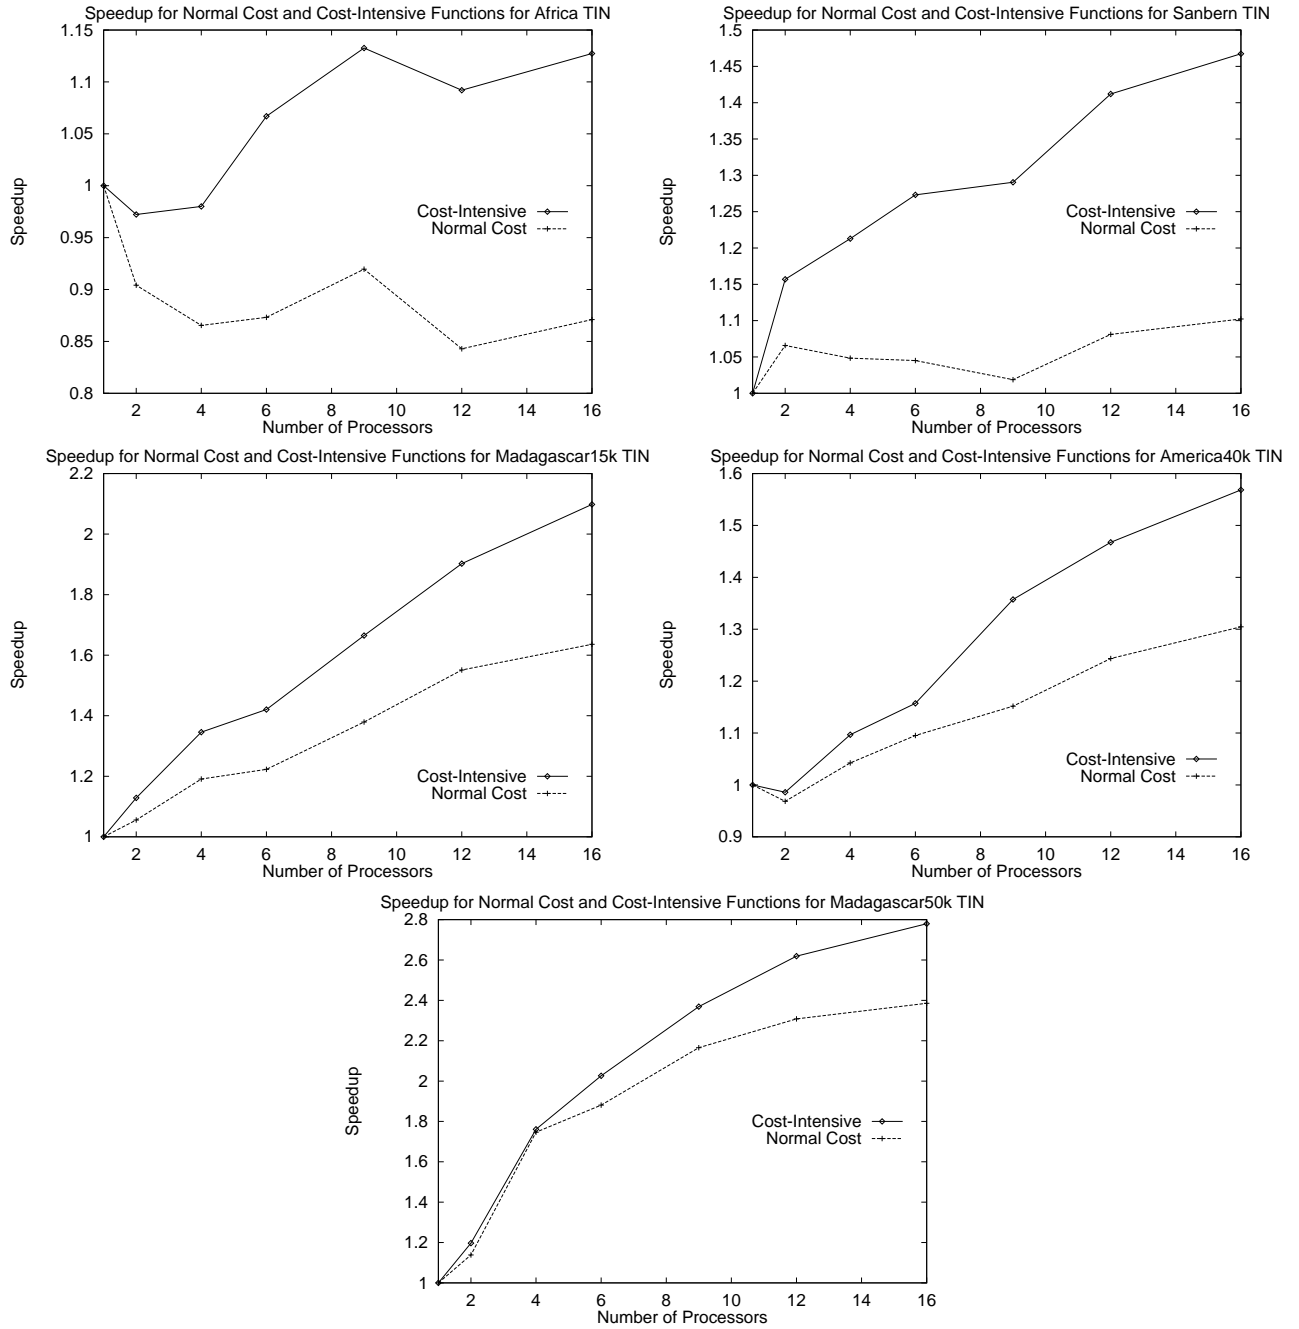 Speedup for Normal Cost and Cost-Intensive Functions for Africa TIN
1.15
1.1
1.05
1
0.95
0.9
0.85
0.8
Speedup
Cost-Intensive
Normal Cost
2 4 6 8 10 12 14 16
Number of Processors
Speedup for Normal Cost and Cost-Intensive Functions for Sanbern TIN
1.5
1.45
1.4
1.35
1.3
1.25
1.2
1.15
1.1
1.05
1
Speedup
Cost-Intensive
Normal Cost
2 4 6 8 10 12 14 16
Number of Processors
Speedup for Normal Cost and Cost-Intensive Functions for Madagascar15k TIN
2.2
2
1.8
1.6
1.4
1.2
1
Speedup
Cost-Intensive
Normal Cost
2 4 6 8 10 12 14 16
Number of Processors
Speedup for Normal Cost and Cost-Intensive Functions for America40k TIN
1.6
1.5
1.4
1.3
1.2
1.1
1
0.9
Speedup
Cost-Intensive
Normal Cost
2 4 6 8 10 12 14 16
Number of Processors
Speedup for Normal Cost and Cost-Intensive Functions for Madagascar50k TIN
2.8
2.6
2.4
2.2
2
1.8
1.6
1.4
1.2
1
Speedup
Cost-Intensive
Normal Cost
2 4 6 8 10 12 14 16
Number of Processors